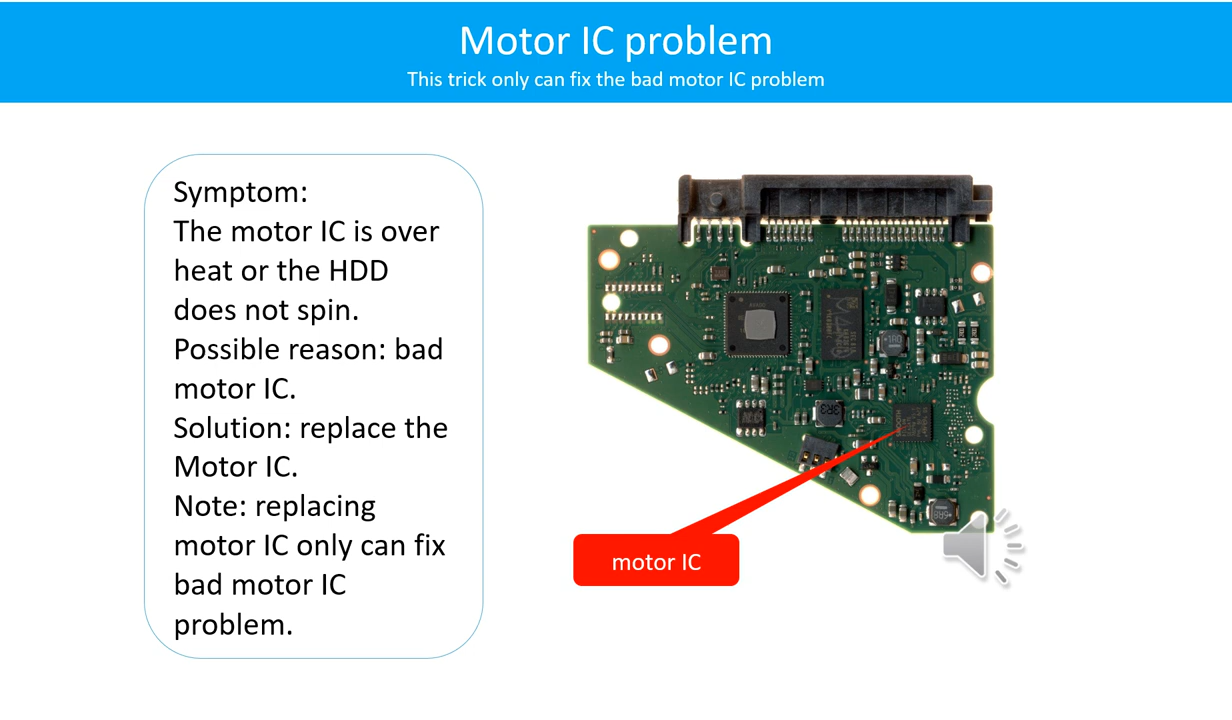 Motor IC problem
This trick only can fix the bad motor IC problem
Symptom:
The motor IC is over
heat or the HDD
does not spin.
Possible reason: bad
motor IC.
Solution: replace the
Motor IC.
Note: replacing
motor IC only can fix
bad motor IC
problem.
3R3
6R8
motor IC